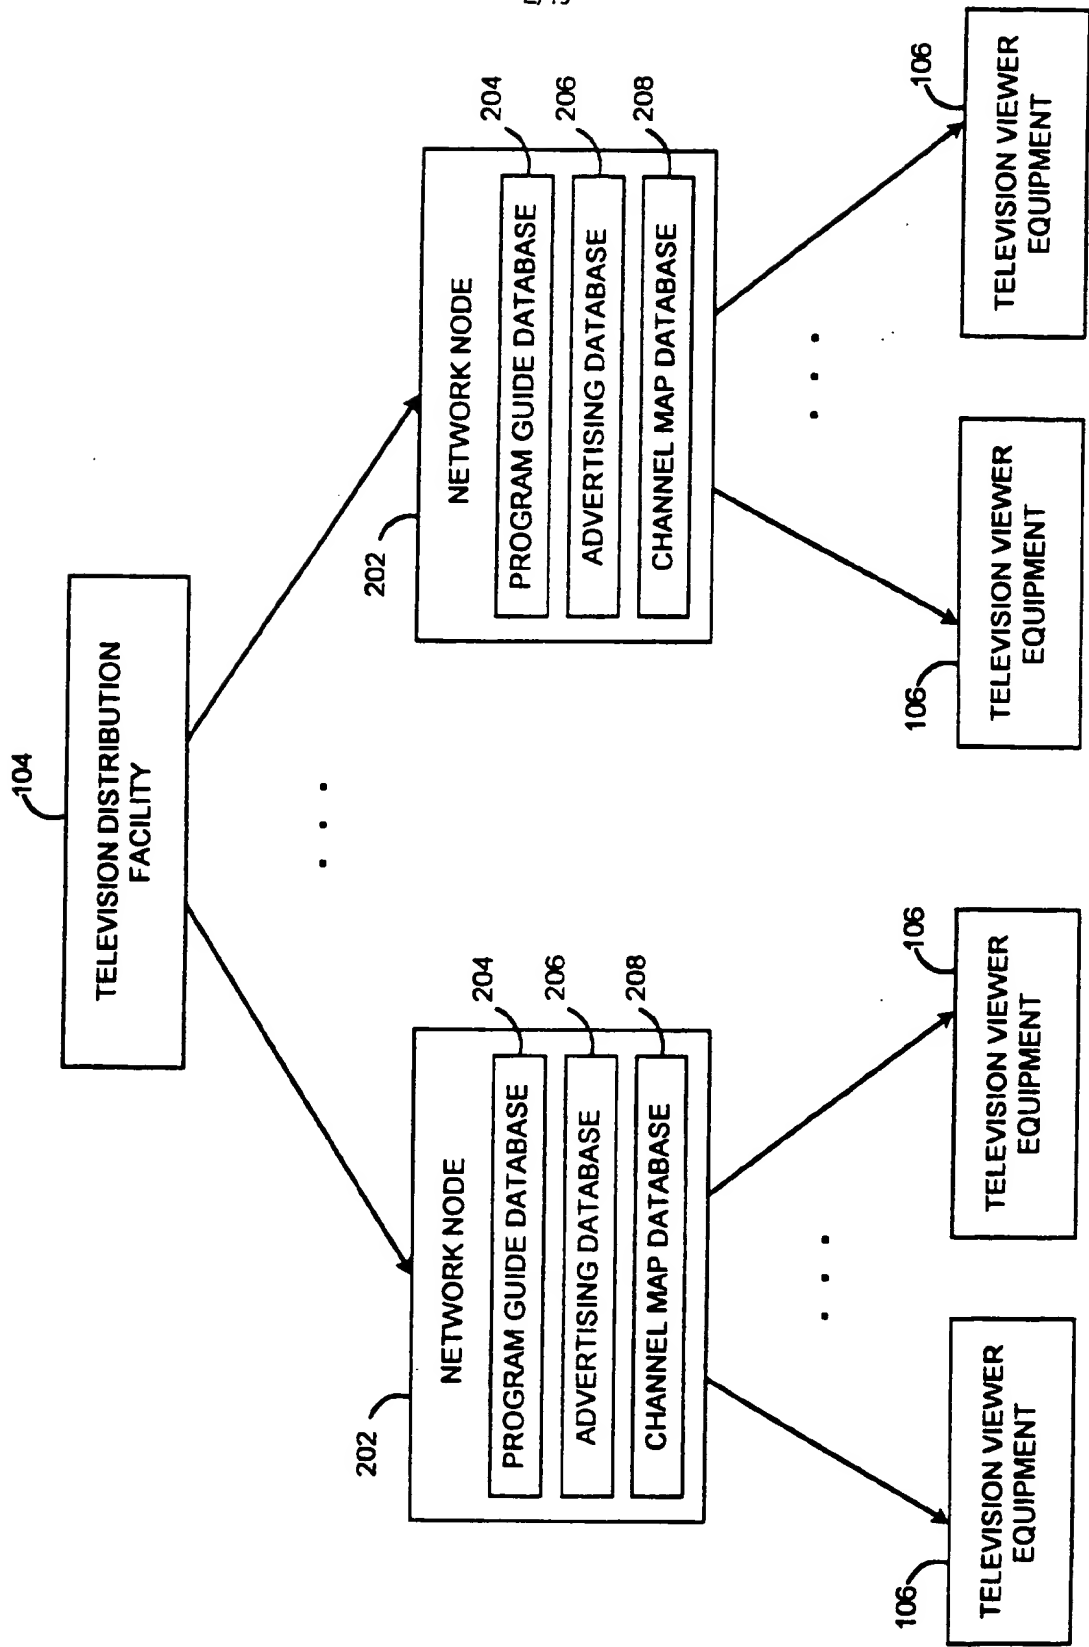 104
TELEVISION DISTRIBUTION
FACILITY
202
NETWORK NODE
PROGRAM GUIDE DATABASE
204
ADVERTISING DATABASE
206
CHANNEL MAP DATABASE
208
202
NETWORK NODE
PROGRAM GUIDE DATABASE
204
ADVERTISING DATABASE
206
CHANNEL MAP DATABASE
208
106
TELEVISION VIEWER
EQUIPMENT
106
TELEVISION VIEWER
EQUIPMENT
106
TELEVISION VIEWER
EQUIPMENT
106
TELEVISION VIEWER
EQUIPMENT